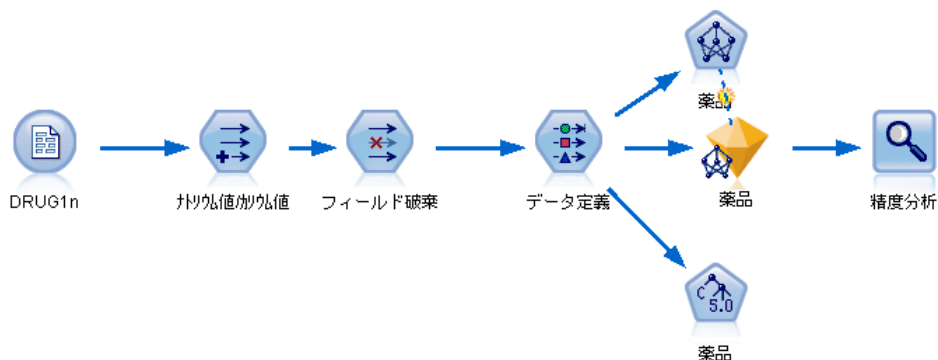 薬品
DRUG1n
ナトリウム値/カリウム値
フィールド破棄
データ定義
薬品
精度分析
C 5.0
薬品